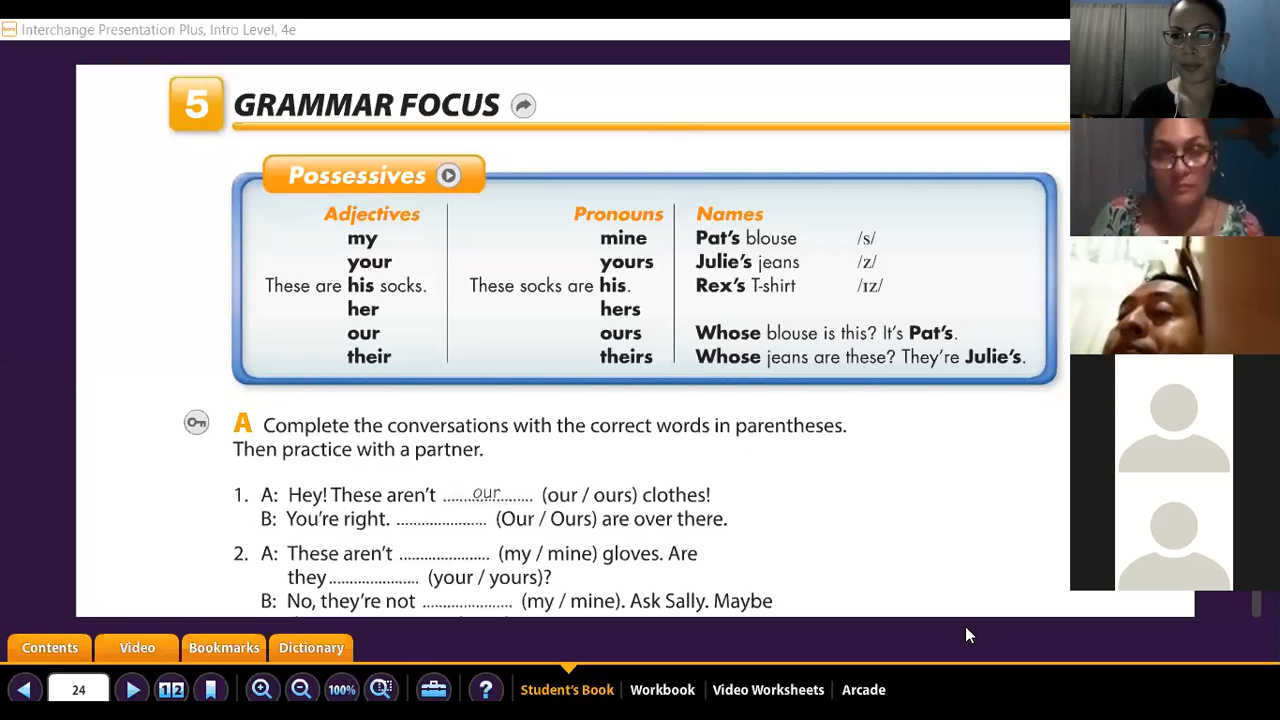 Interchange Presentation Plus, Intro Level, 4e
5 GRAMMAR FOCUS
Possessives
Adjectives Pronouns Names
my mine Pat's blouse /s/
your yours Julie's jeans /z/
These are his socks. These socks are his. Rex's T-shirt /ɪz/
her hers
our ours Whose blouse is this? It's Pat's.
their theirs Whose jeans are these? They're Julie's.
A Complete the conversations with the correct words in parentheses.
Then practice with a partner.
1. A: Hey! These aren't ......our...... (our / ours) clothes!
B: You're right. ..................... (Our / Ours) are over there.
2. A: These aren't ..................... (my / mine) gloves. Are
they ..................... (your / yours)?
B: No, they're not ..................... (my / mine). Ask Sally. Maybe
Contents Video Bookmarks Dictionary
24 12 100% ? Student's Book Workbook Video Worksheets Arcade